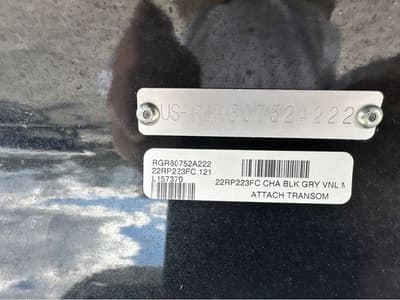 US-RGR60752A222
RGR60752A222
22RP223FC.121
L157370
22RP223FC CHA BLK GRY VNL M
ATTACH TRANSOM